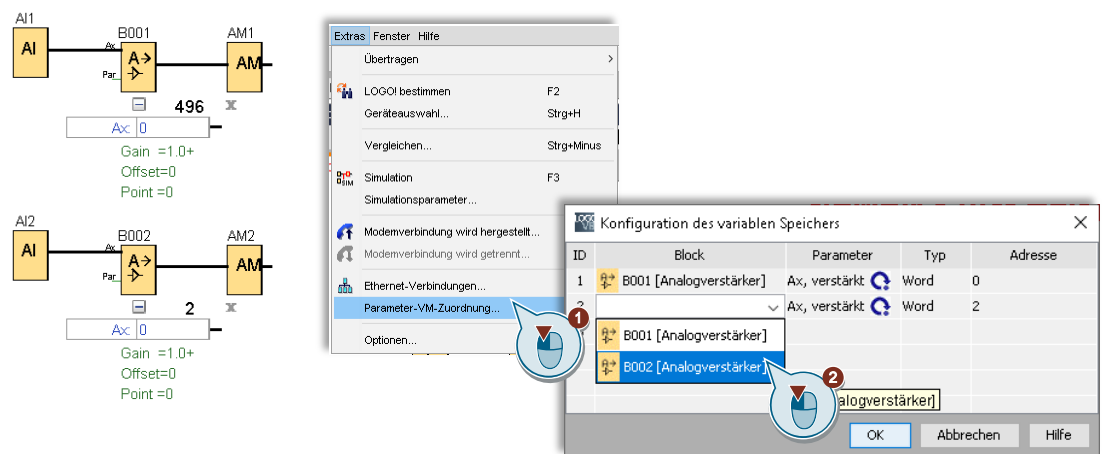 AI1
AI
B001
AM1
Ax
A→
Par
AM
496
x
Ax 0
Gain =1.0+
Offset=0
Point =0
AI2
AI
B002
AM2
Ax
A→
Par
AM
2
x
Ax 0
Gain =1.0+
Offset=0
Point =0
Extras Fenster Hilfe
Übertragen >
LOGO! bestimmen F2
Geräteauswahl... Strg+H
Vergleichen... Strg+Minus
Simulation F3
Simulationsparameter...
Modemverbindung wird hergestellt...
Modemverbindung wird getrennt...
Ethernet-Verbindungen...
Parameter-VM-Zuordnung...
1
Optionen...
Konfiguration des variablen Speichers
ID Block Parameter Typ Adresse
1 B001 [Analogverstärker] Ax, verstärkt Word 0
2 Ax, verstärkt Word 2
B001 [Analogverstärker]
B002 [Analogverstärker]
2
alogverstärker]
OK Abbrechen Hilfe